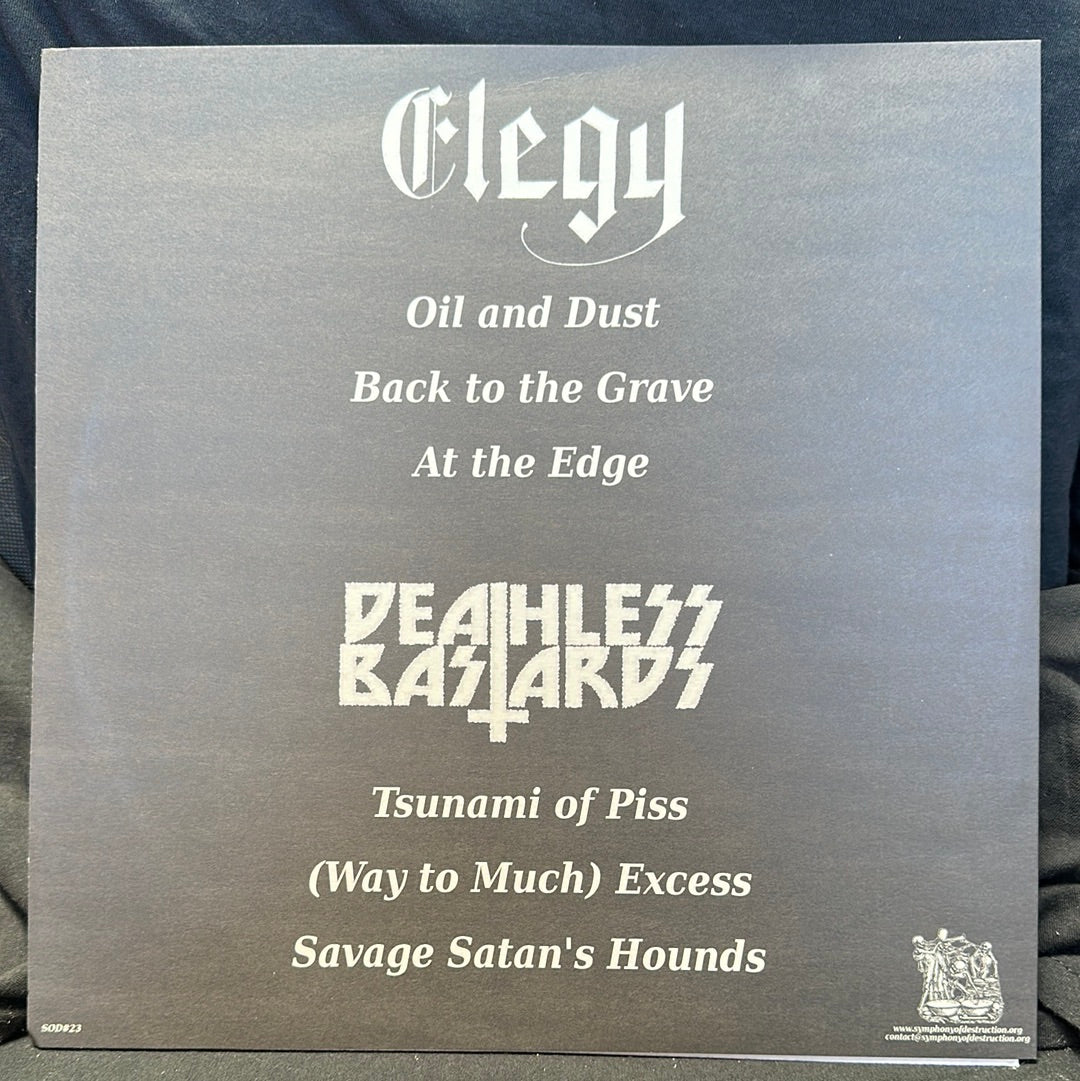 Elegy
Oil and Dust
Back to the Grave
At the Edge
DEATHLESS
BASTARDS
Tsunami of Piss
(Way to Much) Excess
Savage Satan's Hounds
SOD#23
www.symphonyofdestruction.org
contact@symphonyofdestruction.org